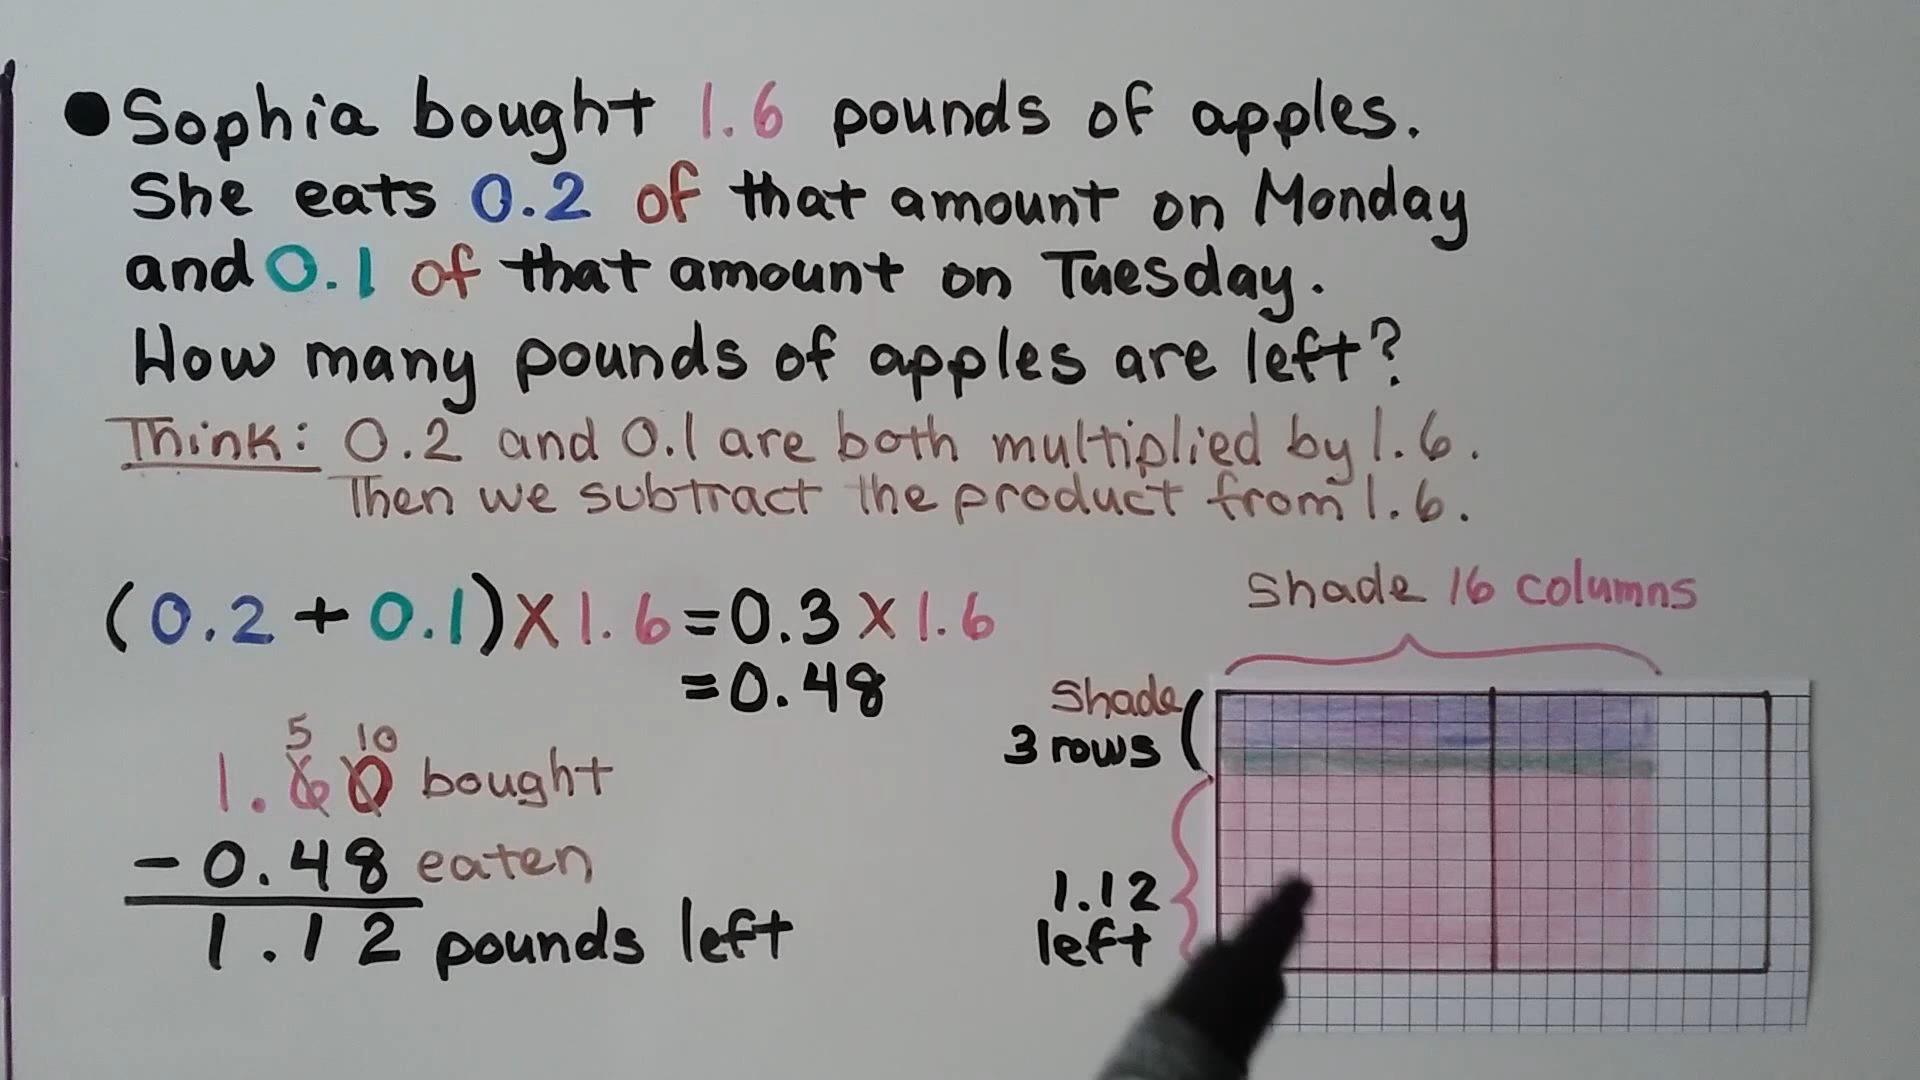 ● Sophia bought 1.6 pounds of apples.
She eats 0.2 of that amount on Monday
and 0.1 of that amount on Tuesday.
How many pounds of apples are left?
Think: 0.2 and 0.1 are both multiplied by 1.6.
Then we subtract the product from 1.6.
(0.2 + 0.1) X 1.6 = 0.3 X 1.6
= 0.48
5 10
1.60 bought
- 0.48 eaten
1.12 pounds left
Shade 16 columns
Shade
3 rows
1.12
left